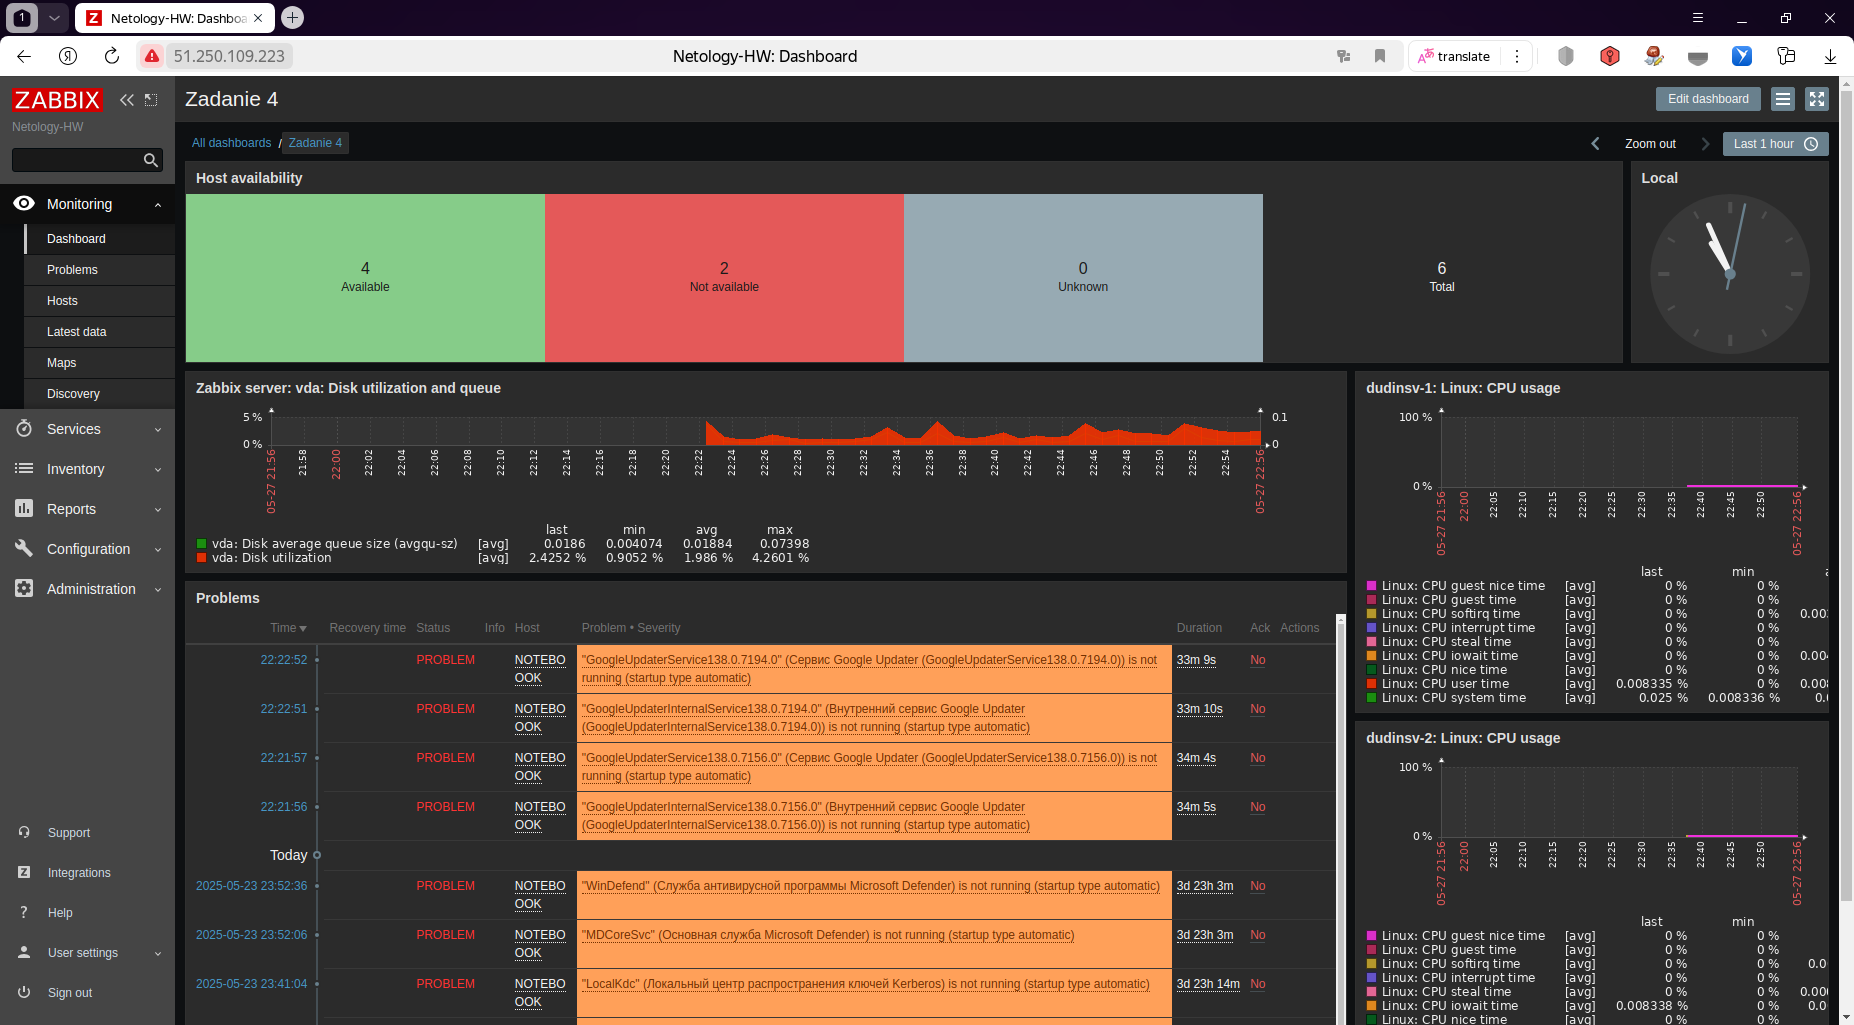 1
Netology-HW: Dashboa
51.250.109.223
Netology-HW: Dashboard
translate
ZABBIX
Netology-HW
Monitoring
Dashboard
Problems
Hosts
Latest data
Maps
Discovery
Services
Inventory
Reports
Configuration
Administration
Support
Integrations
Help
User settings
Sign out
Zadanie 4
Edit dashboard
All dashboards / Zadanie 4
Zoom out
Last 1 hour
Host availability
4
Available
2
Not available
0
Unknown
6
Total
Local
Zabbix server: vda: Disk utilization and queue
5 %
0 %
0.1
0
05-27 21:56 21:58 22:00 22:02 22:04 22:06 22:08 22:10 22:12 22:14 22:16 22:18 22:20 22:22 22:24 22:26 22:28 22:30 22:32 22:34 22:36 22:38 22:40 22:42 22:44 22:46 22:48 22:50 22:52 22:54 05-27 22:56
last min avg max
vda: Disk average queue size (avgqu-sz) [avg] 0.0186 0.004074 0.01884 0.07398
vda: Disk utilization [avg] 2.4252 % 0.9052 % 1.986 % 4.2601 %
Problems
Time Recovery time Status Info Host Problem • Severity Duration Ack Actions
22:22:52 PROBLEM NOTEBO "GoogleUpdaterService138.0.7194.0" (Сервис Google Updater (GoogleUpdaterService138.0.7194.0)) is not 33m 9s No
OOK running (startup type automatic)
22:22:51 PROBLEM NOTEBO "GoogleUpdaterInternalService138.0.7194.0" (Внутренний сервис Google Updater 33m 10s No
OOK (GoogleUpdaterInternalService138.0.7194.0)) is not running (startup type automatic)
22:21:57 PROBLEM NOTEBO "GoogleUpdaterService138.0.7156.0" (Сервис Google Updater (GoogleUpdaterService138.0.7156.0)) is not 34m 4s No
OOK running (startup type automatic)
22:21:56 PROBLEM NOTEBO "GoogleUpdaterInternalService138.0.7156.0" (Внутренний сервис Google Updater 34m 5s No
OOK (GoogleUpdaterInternalService138.0.7156.0)) is not running (startup type automatic)
Today
2025-05-23 23:52:36 PROBLEM NOTEBO "WinDefend" (Служба антивирусной программы Microsoft Defender) is not running (startup type automatic) 3d 23h 3m No
OOK
2025-05-23 23:52:06 PROBLEM NOTEBO "MDCoreSvc" (Основная служба Microsoft Defender) is not running (startup type automatic) 3d 23h 3m No
OOK
2025-05-23 23:41:04 PROBLEM NOTEBO "LocalKdc" (Локальный центр распространения ключей Kerberos) is not running (startup type automatic) 3d 23h 14m No
OOK
dudinsv-1: Linux: CPU usage
100 %
0 %
05-27 21:56 22:00 22:05 22:10 22:15 22:20 22:25 22:30 22:35 22:40 22:45 22:50 05-27 22:56
last min
Linux: CPU guest nice time [avg] 0 % 0 %
Linux: CPU guest time [avg] 0 % 0 %
Linux: CPU softirq time [avg] 0 % 0 %
Linux: CPU interrupt time [avg] 0 % 0 %
Linux: CPU steal time [avg] 0 % 0 %
Linux: CPU iowait time [avg] 0 % 0 %
Linux: CPU nice time [avg] 0 % 0 %
Linux: CPU user time [avg] 0.008335 % 0 %
Linux: CPU system time [avg] 0.025 % 0.008336 %
dudinsv-2: Linux: CPU usage
100 %
0 %
05-27 21:56 22:00 22:05 22:10 22:15 22:20 22:25 22:30 22:35 22:40 22:45 22:50 05-27 22:56
last min
Linux: CPU guest nice time [avg] 0 % 0 %
Linux: CPU guest time [avg] 0 % 0 %
Linux: CPU softirq time [avg] 0 % 0 %
Linux: CPU interrupt time [avg] 0 % 0 %
Linux: CPU steal time [avg] 0 % 0 %
Linux: CPU iowait time [avg] 0.008338 % 0 %
Linux: CPU nice time [avg] 0 % 0 %